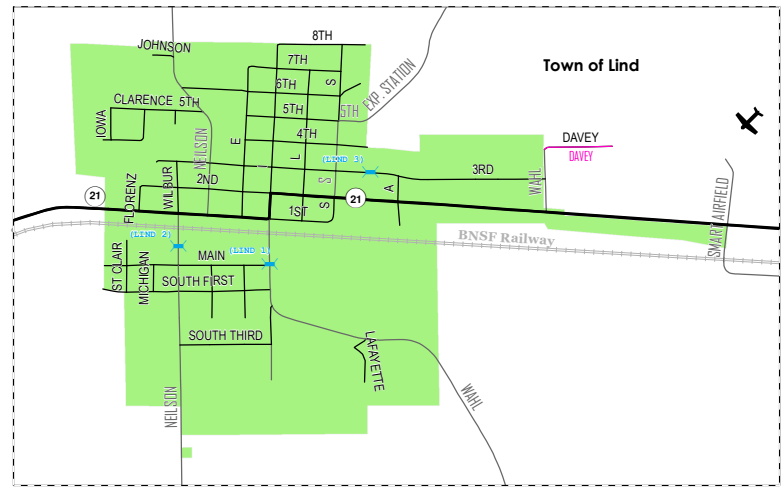 Town of Lind
8TH
JOHNSON
7TH
6TH
S
EXP. STATION
CLARENCE
5TH
5TH
5TH
IOWA
NEILSON
E
4TH
L
DAVEY
DAVEY
(LIND 3)
3RD
WAHL
2ND
S
A
WILBUR
FLORENZ
21
21
1ST
S
SMART AIRFIELD
(LIND 2)
(LIND 1)
BNSF Railway
ST CLAIR
MICHIGAN
MAIN
SOUTH FIRST
SOUTH THIRD
LAFAYETTE
NEILSON
WAHL